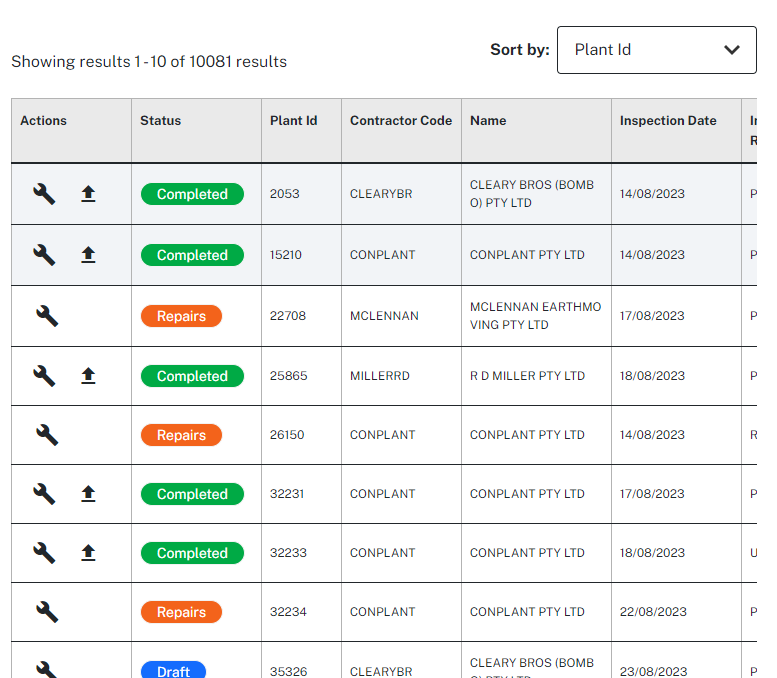 Sort by: Plant Id
Showing results 1 - 10 of 10081 results
Actions Status Plant Id Contractor Code Name Inspection Date
Completed 2053 CLEARYBR CLEARY BROS (BOMB 14/08/2023
O) PTY LTD
Completed 15210 CONPLANT CONPLANT PTY LTD 14/08/2023
Repairs 22708 MCLENNAN MCLENNAN EARTHMO 17/08/2023
VING PTY LTD
Completed 25865 MILLERRD R D MILLER PTY LTD 18/08/2023
Repairs 26150 CONPLANT CONPLANT PTY LTD 14/08/2023
Completed 32231 CONPLANT CONPLANT PTY LTD 17/08/2023
Completed 32233 CONPLANT CONPLANT PTY LTD 18/08/2023
Repairs 32234 CONPLANT CONPLANT PTY LTD 22/08/2023
Draft 35326 CLEARYBR CLEARY BROS (BOMB 23/08/2023